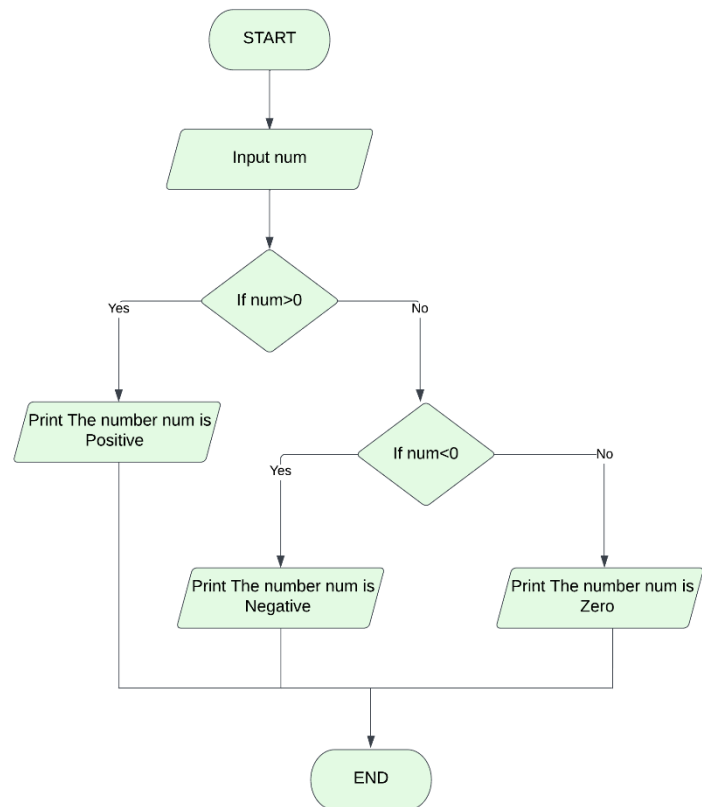 START
Input num
If num>0
Yes
No
Print The number num is
Positive
If num<0
Yes
No
Print The number num is
Negative
Print The number num is
Zero
END